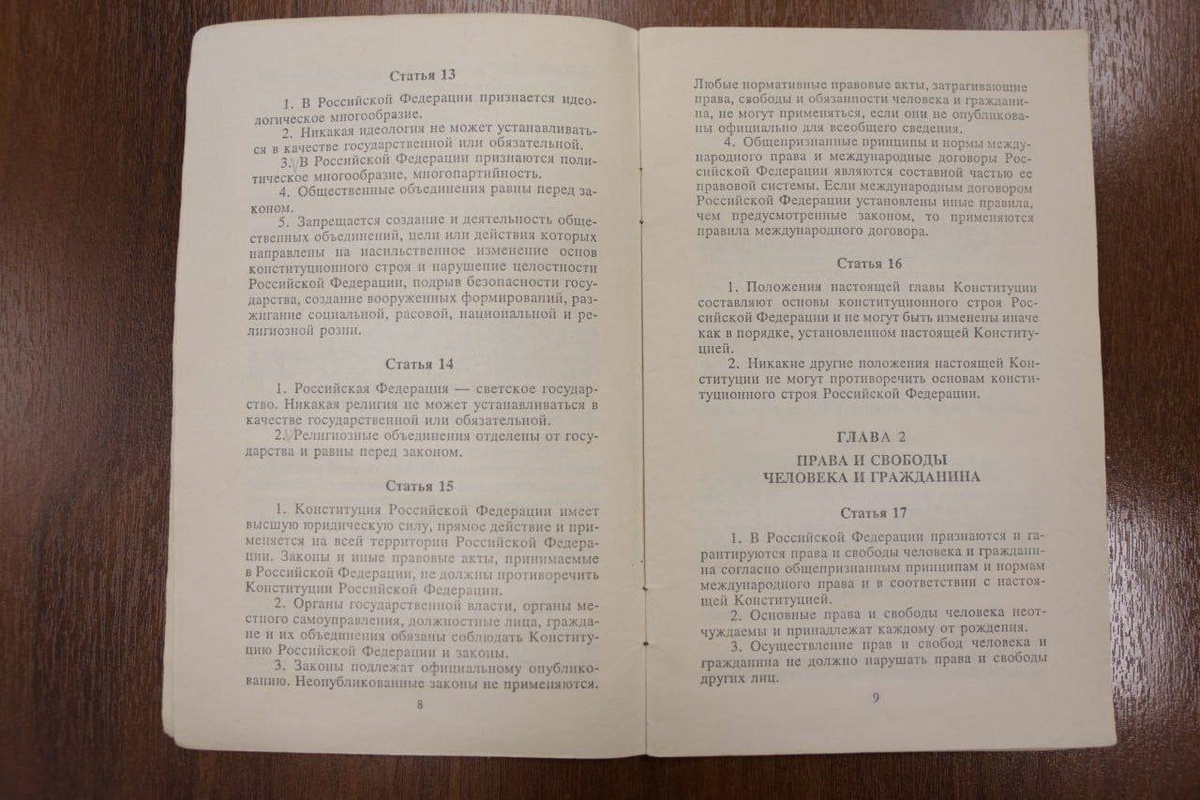 Статья 13
1. В Российской Федерации признается идео-
логическое многообразие.
2. Никакая идеология не может устанавливать-
ся в качестве государственной или обязательной.
3. В Российской Федерации признаются поли-
тическое многообразие, многопартийность.
4. Общественные объединения равны перед за-
коном.
5. Запрещается создание и деятельность обще-
ственных объединений, цели или действия которых
направлены на насильственное изменение основ
конституционного строя и нарушение целостности
Российской Федерации, подрыв безопасности госу-
дарства, создание вооруженных формирований, раз-
жигание социальной, расовой, национальной и ре-
лигиозной розни.
Статья 14
1. Российская Федерация — светское государ-
ство. Никакая религия не может устанавливаться в
качестве государственной или обязательной.
2. Религиозные объединения отделены от госу-
дарства и равны перед законом.
Статья 15
1. Конституция Российской Федерации имеет
высшую юридическую силу, прямое действие и при-
меняется на всей территории Российской Федера-
ции. Законы и иные правовые акты, принимаемые
в Российской Федерации, не должны противоречить
Конституции Российской Федерации.
2. Органы государственной власти, органы ме-
стного самоуправления, должностные лица, гражда-
не и их объединения обязаны соблюдать Конститу-
цию Российской Федерации и законы.
3. Законы подлежат официальному опублико-
ванию. Неопубликованные законы не применяются.
8
Любые нормативные правовые акты, затрагивающие
права, свободы и обязанности человека и граждани-
на, не могут применяться, если они не опубликова-
ны официально для всеобщего сведения.
4. Общепризнанные принципы и нормы между-
народного права и международные договоры Рос-
сийской Федерации являются составной частью ее
правовой системы. Если международным договором
Российской Федерации установлены иные правила,
чем предусмотренные законом, то применяются
правила международного договора.
Статья 16
1. Положения настоящей главы Конституции
составляют основы конституционного строя Рос-
сийской Федерации и не могут быть изменены иначе
как в порядке, установленном настоящей Конститу-
цией.
2. Никакие другие положения настоящей Кон-
ституции не могут противоречить основам консти-
туционного строя Российской Федерации.
ГЛАВА 2
ПРАВА И СВОБОДЫ
ЧЕЛОВЕКА И ГРАЖДАНИНА
Статья 17
1. В Российской Федерации признаются и га-
рантируются права и свободы человека и граждани-
на согласно общепризнанным принципам и нормам
международного права и в соответствии с настоя-
щей Конституцией.
2. Основные права и свободы человека неот-
чуждаемы и принадлежат каждому от рождения.
3. Осуществление прав и свобод человека и
гражданина не должно нарушать права и свободы
других лиц.
9